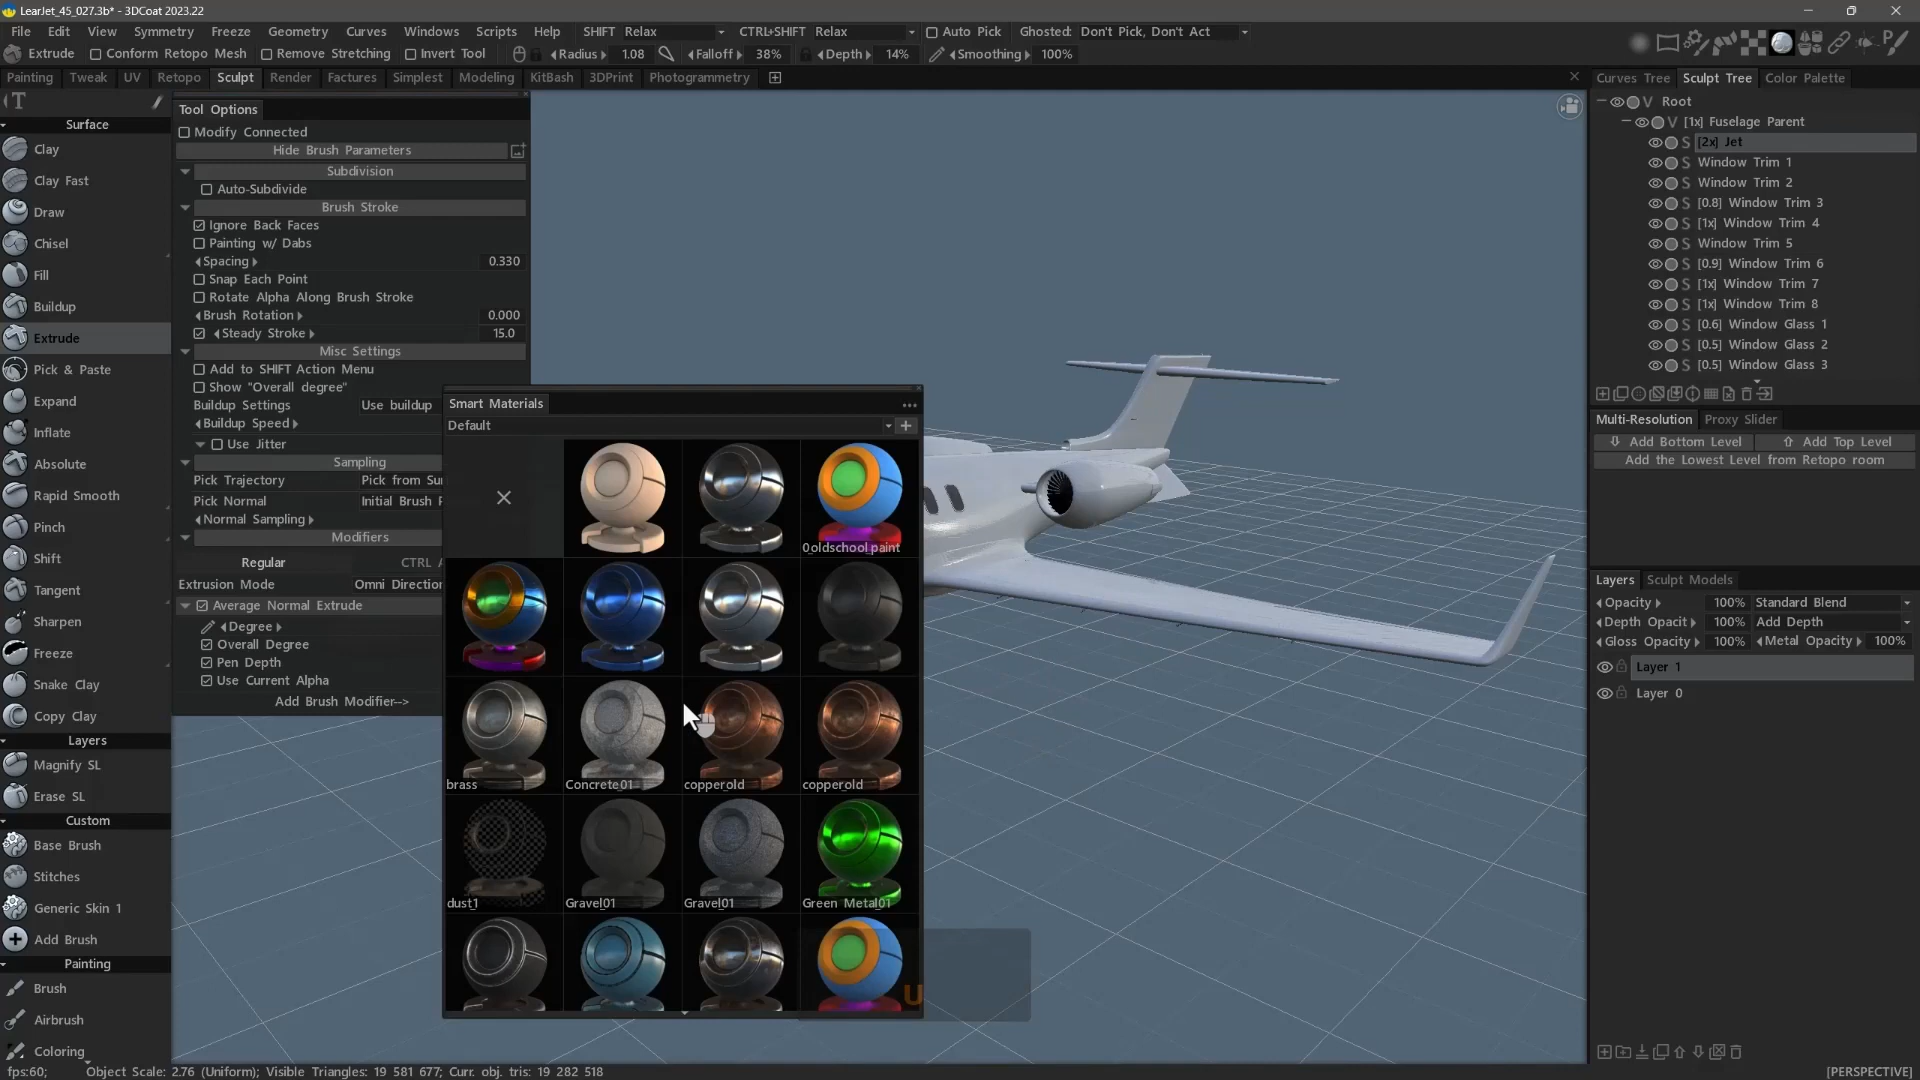 LearJet_45_027.3b* - 3DCoat 2023.22
File Edit View Symmetry Freeze Geometry Curves Windows Scripts Help SHIFT Relax CTRL+SHIFT Relax Auto Pick Ghosted: Don't Pick, Don't Act
Extrude Conform Retopo Mesh Remove Stretching Invert Tool Radius 1.08 Falloff 38% Depth 14% Smoothing 100%
Painting Tweak UV Retopo Sculpt Render Factures Simplest Modeling KitBash 3DPrint Photogrammetry
Curves Tree Sculpt Tree Color Palette
T
Surface
Clay
Clay Fast
Draw
Chisel
Fill
Buildup
Extrude
Pick & Paste
Expand
Inflate
Absolute
Rapid Smooth
Pinch
Shift
Tangent
Sharpen
Freeze
Snake Clay
Copy Clay
Layers
Magnify SL
Erase SL
Custom
Base Brush
Stitches
Generic Skin 1
Add Brush
Painting
Brush
Airbrush
Coloring
Tool Options
Modify Connected
Hide Brush Parameters
Subdivision
Auto-Subdivide
Brush Stroke
Ignore Back Faces
Painting w/ Dabs
Spacing 0.330
Snap Each Point
Rotate Alpha Along Brush Stroke
Brush Rotation 0.000
Steady Stroke 15.0
Misc Settings
Add to SHIFT Action Menu
Show "Overall degree"
Buildup Settings Use buildup
Buildup Speed
Use Jitter
Sampling
Pick Trajectory Pick from Sur
Pick Normal Initial Brush P
Normal Sampling
Modifiers
Regular CTRL A
Extrusion Mode Omni Direction
Average Normal Extrude
Degree
Overall Degree
Pen Depth
Use Current Alpha
Add Brush Modifier-->
Smart Materials
Default
0_oldschool_paint
brass Concrete01 copper_old copper_old
dust_1 Gravel_01 Gravel_01 Green Metal_01
U
Root
[1x] Fuselage Parent
[2x] Jet
S Window Trim 1
S Window Trim 2
S [0.8] Window Trim 3
S [1x] Window Trim 4
S Window Trim 5
S [0.9] Window Trim 6
S [1x] Window Trim 7
S [1x] Window Trim 8
S [0.6] Window Glass 1
S [0.5] Window Glass 2
S [0.5] Window Glass 3
Multi-Resolution Proxy Slider
Add Bottom Level Add Top Level
Add the Lowest Level from Retopo room
Layers Sculpt Models
Opacity 100% Standard Blend
Depth Opacit 100% Add Depth
Gloss Opacity 100% Metal Opacity 100%
Layer 1
Layer 0
fps:60; Object Scale: 2.76 (Uniform); Visible Triangles: 19 581 677; Curr. obj. tris: 19 282 518 [PERSPECTIVE]